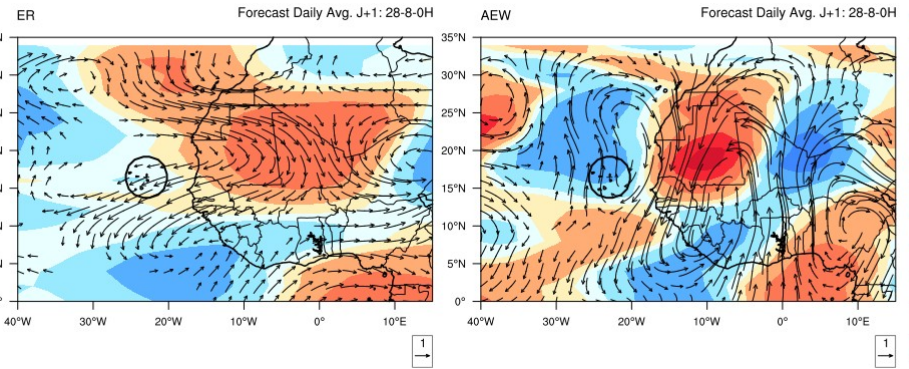 ER Forecast Daily Avg. J+1: 28-8-0H
AEW Forecast Daily Avg. J+1: 28-8-0H
35°N
30°N
25°N
20°N
15°N
10°N
5°N
0°
40°W 30°W 20°W 10°W 0° 10°E
40°W 30°W 20°W 10°W 0° 10°E
1
1